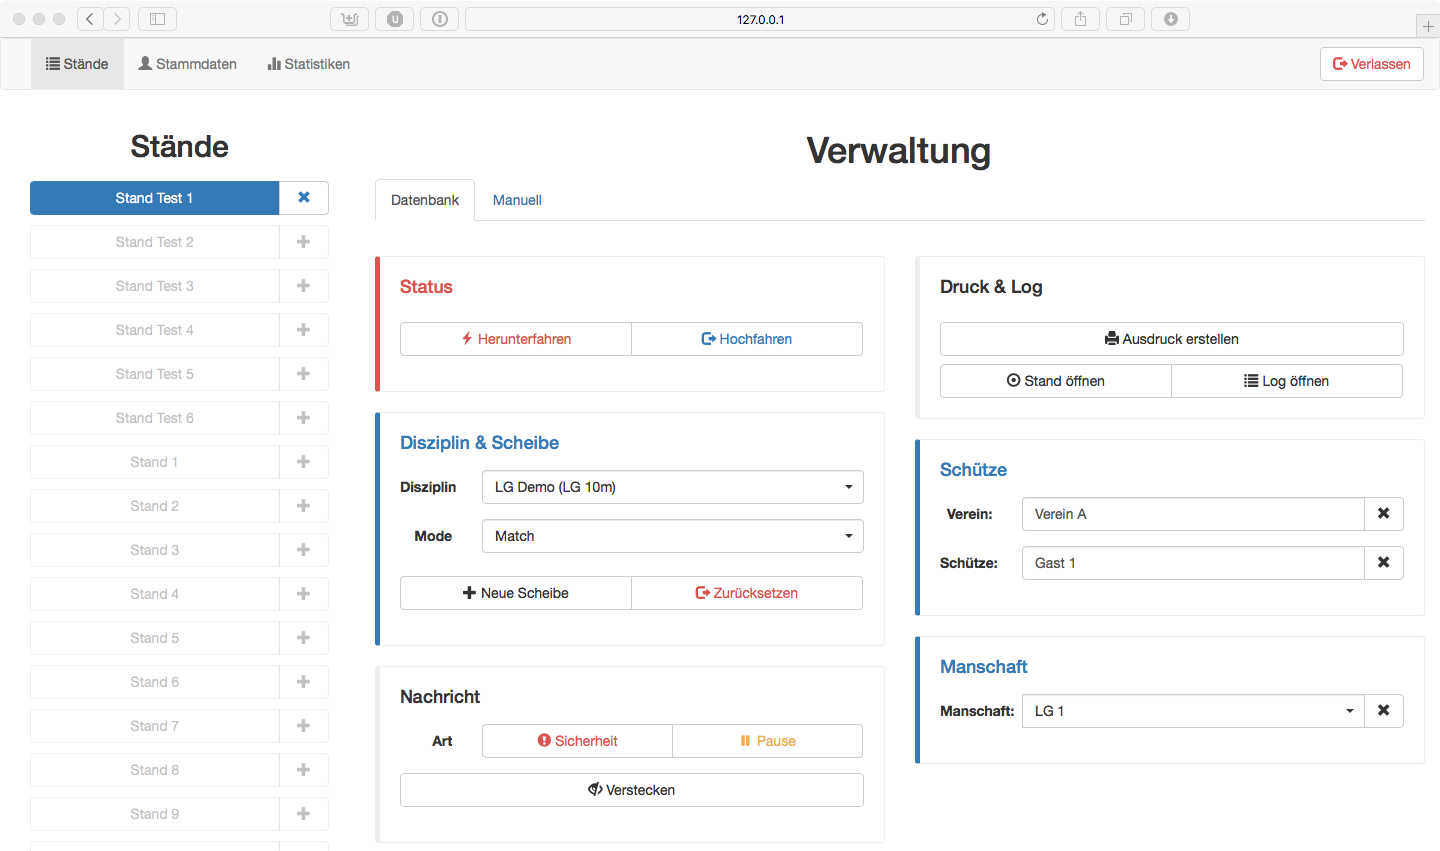 127.0.0.1
Stände
Stammdaten
Statistiken
Verlassen
Stände
Stand Test 1
Stand Test 2
Stand Test 3
Stand Test 4
Stand Test 5
Stand Test 6
Stand 1
Stand 2
Stand 3
Stand 4
Stand 5
Stand 6
Stand 7
Stand 8
Stand 9
Verwaltung
Datenbank
Manuell
Status
Herunterfahren
Hochfahren
Disziplin & Scheibe
Disziplin
LG Demo (LG 10m)
Mode
Match
Neue Scheibe
Zurücksetzen
Nachricht
Art
Sicherheit
Pause
Verstecken
Druck & Log
Ausdruck erstellen
Stand öffnen
Log öffnen
Schütze
Verein:
Verein A
Schütze:
Gast 1
Manschaft
Manschaft:
LG 1